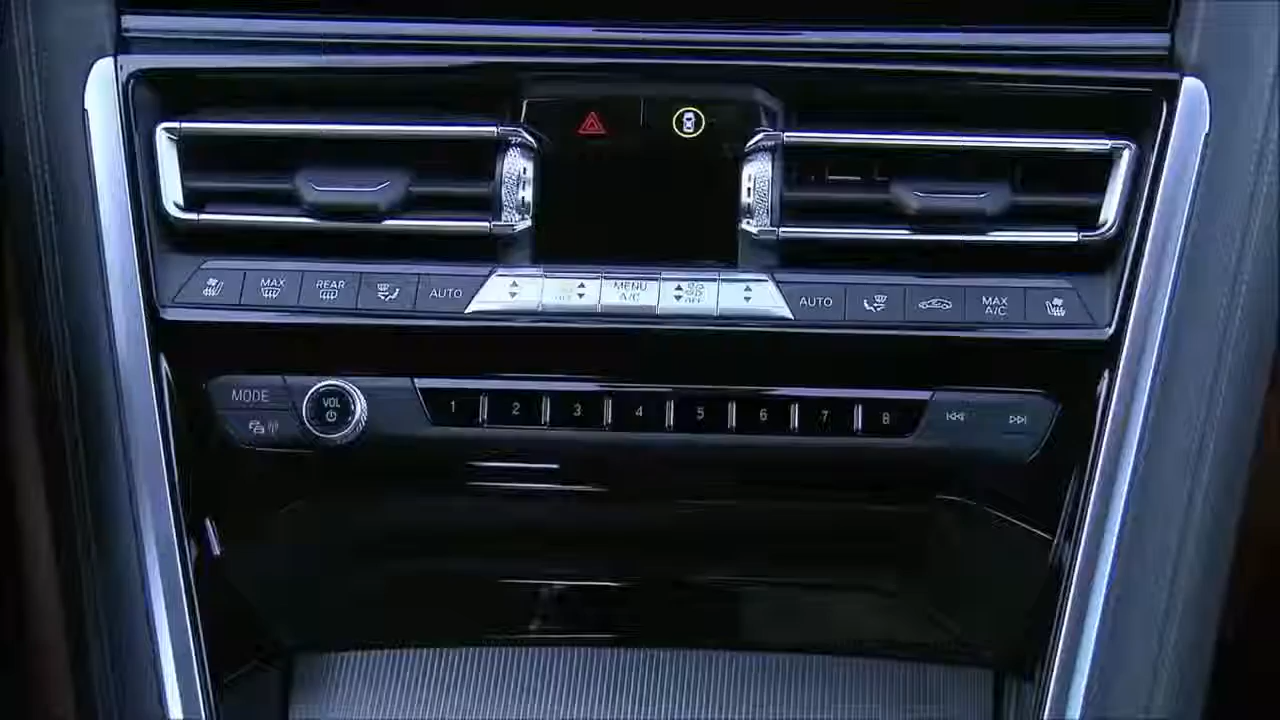 MAX REAR AUTO MENU A/C OFF AUTO MAX A/C
MODE VOL 1 2 3 4 5 6 7 8